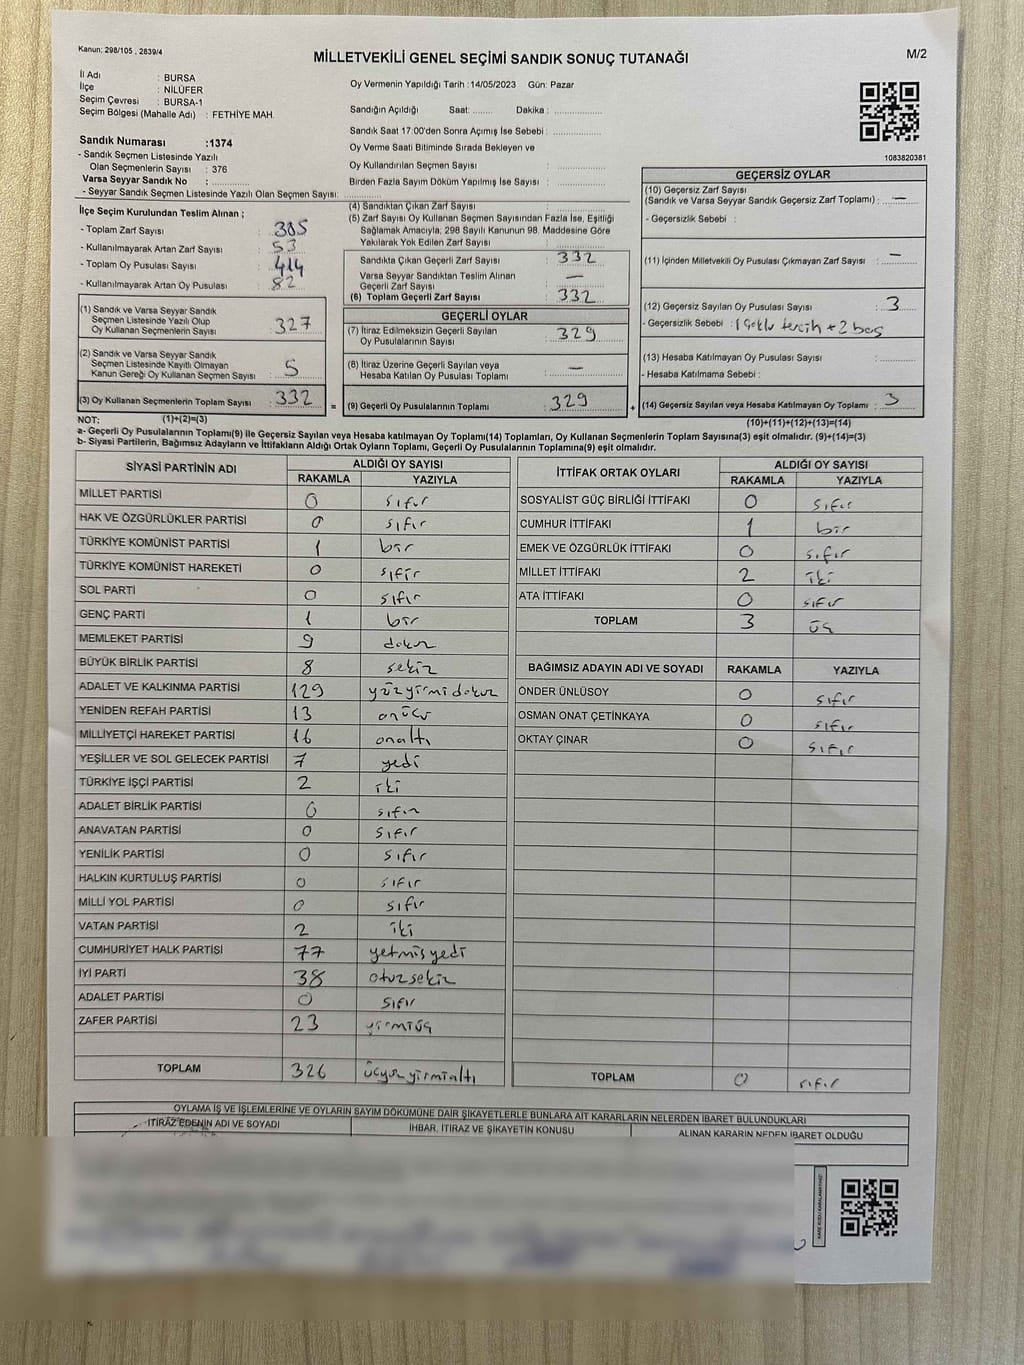 Kanun: 298/105 , 2839/4
MİLLETVEKİLİ GENEL SEÇİMİ SANDIK SONUÇ TUTANAĞI
M/2
İl Adı : BURSA
İlçe : NİLÜFER
Seçim Çevresi : BURSA-1
Seçim Bölgesi (Mahalle Adı) : FETHİYE MAH.
Sandık Numarası :1374
- Sandık Seçmen Listesinde Yazılı
Olan Seçmenlerin Sayısı : 376
Varsa Seyyar Sandık No : ..............
- Seyyar Sandık Seçmen Listesinde Yazılı Olan Seçmen Sayısı: ..............
Oy Vermenin Yapıldığı Tarih :14/05/2023 Gün: Pazar
Sandığın Açıldığı Saat: ....... Dakika : ..............
Sandık Saat 17:00'den Sonra Açımış İse Sebebi : ..............
Oy Verme Saati Bitiminde Sırada Bekleyen ve
Oy Kullandırılan Seçmen Sayısı : ..............
Birden Fazla Sayım Döküm Yapılmış İse Sayısı : ..............
1083820381
İlçe Seçim Kurulundan Teslim Alınan ;
- Toplam Zarf Sayısı : 385
- Kullanılmayarak Artan Zarf Sayısı : 53
- Toplam Oy Pusulası Sayısı : 414
- Kullanılmayarak Artan Oy Pusulası : 82
(1) Sandık ve Varsa Seyyar Sandık
Seçmen Listesinde Yazılı Olup
Oy Kullanan Seçmenlerin Sayısı : 327
(2) Sandık ve Varsa Seyyar Sandık
Seçmen Listesinde Kayıtlı Olmayan
Kanun Gereği Oy Kullanan Seçmen Sayısı : 5
(3) Oy Kullanan Seçmenlerin Toplam Sayısı : 332
(4) Sandıktan Çıkan Zarf Sayısı : ..............
(5) Zarf Sayısı Oy Kullanan Seçmen Sayısından Fazla İse, Eşitliği
Sağlamak Amacıyla; 298 Sayılı Kanunun 98. Maddesine Göre
Yakılarak Yok Edilen Zarf Sayısı : ..............
Sandıkta Çıkan Geçerli Zarf Sayısı : 332
Varsa Seyyar Sandıktan Teslim Alınan
Geçerli Zarf Sayısı : —
(6) Toplam Geçerli Zarf Sayısı : 332
GEÇERLİ OYLAR
(7) İtiraz Edilmeksizin Geçerli Sayılan
Oy Pusulalarının Sayısı : 329
(8) İtiraz Üzerine Geçerli Sayılan veya
Hesaba Katılan Oy Pusulası Toplamı : —
= (9) Geçerli Oy Pusulalarının Toplamı : 329 +
GEÇERSİZ OYLAR
(10) Geçersiz Zarf Sayısı
(Sandık ve Varsa Seyyar Sandık Geçersiz Zarf Toplamı) : —
- Geçersizlik Sebebi :
(11) İçinden Milletvekili Oy Pusulası Çıkmayan Zarf Sayısı : —
(12) Geçersiz Sayılan Oy Pusulası Sayısı : 3
- Geçersizlik Sebebi : 1 çoklu tercih + 2 boş
(13) Hesaba Katılmayan Oy Pusulası Sayısı : ..............
- Hesaba Katılmama Sebebi :
(14) Geçersiz Sayılan veya Hesaba Katılmayan Oy Toplamı : 3
NOT: (1)+(2)=(3)
(10)+(11)+(12)+(13)=(14)
a- Geçerli Oy Pusulalarının Toplamı(9) ile Geçersiz Sayılan veya Hesaba katılmayan Oy Toplamı(14) Toplamları, Oy Kullanan Seçmenlerin Toplam Sayısına(3) eşit olmalıdır. (9)+(14)=(3)
b- Siyasi Partilerin, Bağımsız Adayların ve İttifakların Aldığı Ortak Oyların Toplamı, Geçerli Oy Pusulalarının Toplamına(9) eşit olmalıdır.
SİYASİ PARTİNİN ADI ALDIĞI OY SAYISI
RAKAMLA YAZIYLA
MİLLET PARTİSİ 0 sıfır
HAK VE ÖZGÜRLÜKLER PARTİSİ 0 sıfır
TÜRKİYE KOMÜNİST PARTİSİ 1 bir
TÜRKİYE KOMÜNİST HAREKETİ 0 sıfır
SOL PARTİ 0 sıfır
GENÇ PARTİ 1 bir
MEMLEKET PARTİSİ 9 dokuz
BÜYÜK BİRLİK PARTİSİ 8 sekiz
ADALET VE KALKINMA PARTİSİ 129 yüzyirmidokuz
YENİDEN REFAH PARTİSİ 13 onüç
MİLLİYETÇİ HAREKET PARTİSİ 16 onaltı
YEŞİLLER VE SOL GELECEK PARTİSİ 7 yedi
TÜRKİYE İŞÇİ PARTİSİ 2 iki
ADALET BİRLİK PARTİSİ 0 sıfır
ANAVATAN PARTİSİ 0 sıfır
YENİLİK PARTİSİ 0 sıfır
HALKIN KURTULUŞ PARTİSİ 0 sıfır
MİLLİ YOL PARTİSİ 0 sıfır
VATAN PARTİSİ 2 iki
CUMHURİYET HALK PARTİSİ 77 yetmişyedi
İYİ PARTİ 38 otuzsekiz
ADALET PARTİSİ 0 sıfır
ZAFER PARTİSİ 23 yirmiüç
TOPLAM 326 üçyüzyirmialtı
İTTİFAK ORTAK OYLARI ALDIĞI OY SAYISI
RAKAMLA YAZIYLA
SOSYALİST GÜÇ BİRLİĞİ İTTİFAKI 0 sıfır
CUMHUR İTTİFAKI 1 bir
EMEK VE ÖZGÜRLÜK İTTİFAKI 0 sıfır
MİLLET İTTİFAKI 2 iki
ATA İTTİFAKI 0 sıfır
TOPLAM 3 üç
BAĞIMSIZ ADAYIN ADI VE SOYADI RAKAMLA YAZIYLA
ÖNDER ÜNLÜSOY 0 sıfır
OSMAN ONAT ÇETİNKAYA 0 sıfır
OKTAY ÇINAR 0 sıfır
TOPLAM 0 sıfır
OYLAMA İŞ VE İŞLEMLERİNE VE OYLARIN SAYIM DÖKÜMÜNE DAİR ŞİKAYETLERLE BUNLARA AİT KARARLARIN NELERDEN İBARET BULUNDUKLARI
İTİRAZ EDENİN ADI VE SOYADI İHBAR, İTİRAZ VE ŞİKAYETİN KONUSU ALINAN KARARIN NEDEN İBARET OLDUĞU